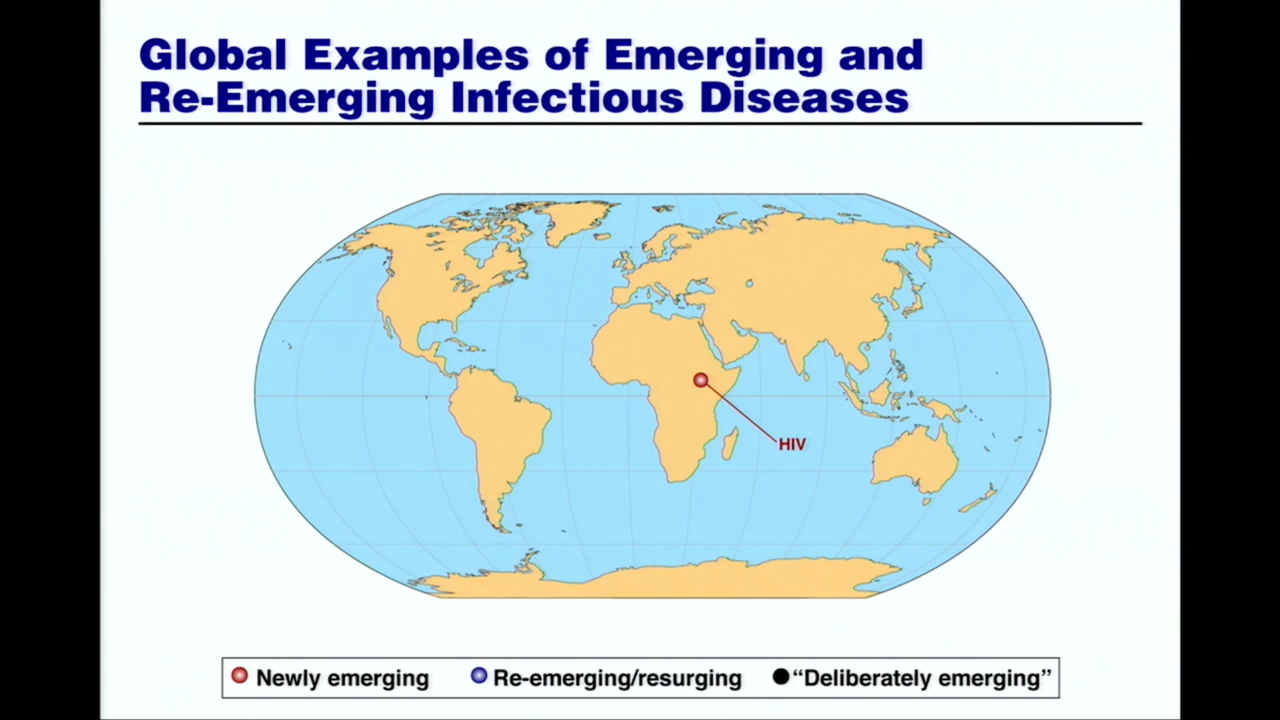 Global Examples of Emerging and
Re-Emerging Infectious Diseases
HIV
Newly emerging Re-emerging/resurging “Deliberately emerging”